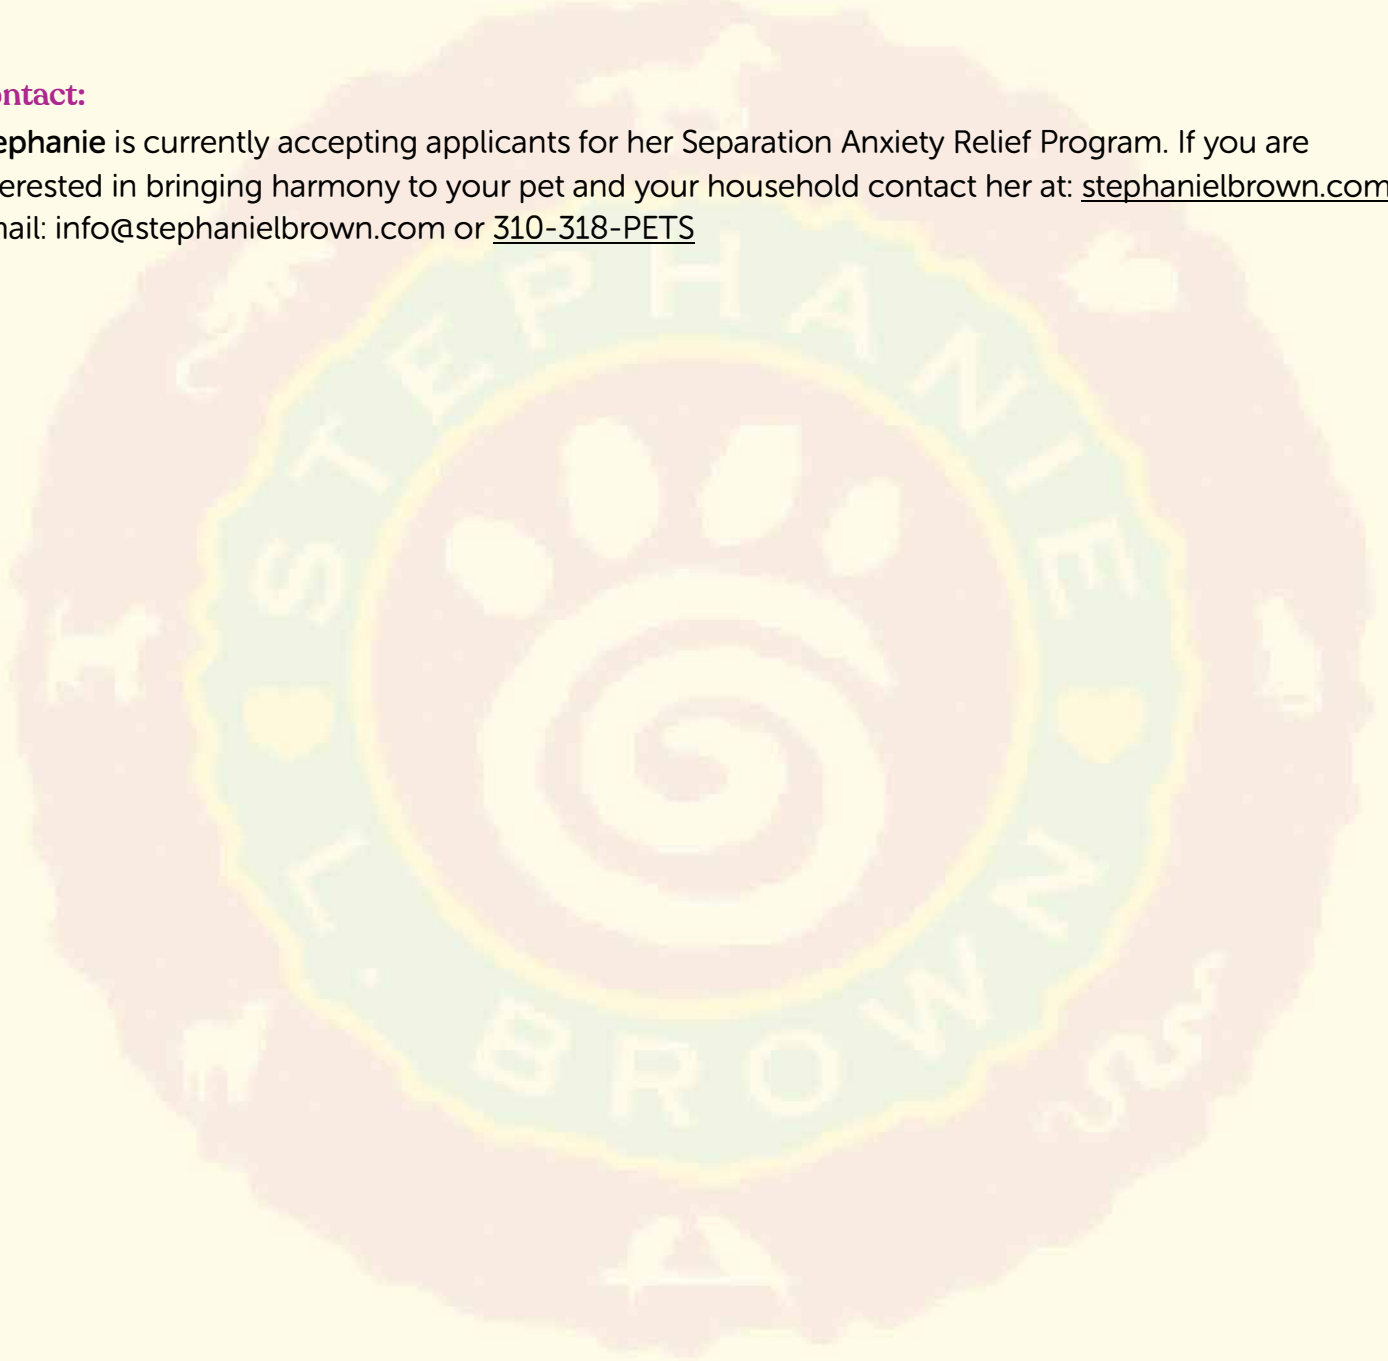 ontact:
ephanie is currently accepting applicants for her Separation Anxiety Relief Program. If you are
erested in bringing harmony to your pet and your household contact her at: stephanielbrown.com
ail: info@stephanielbrown.com or 310-318-PETS
STEPHANIE
L. BROWN